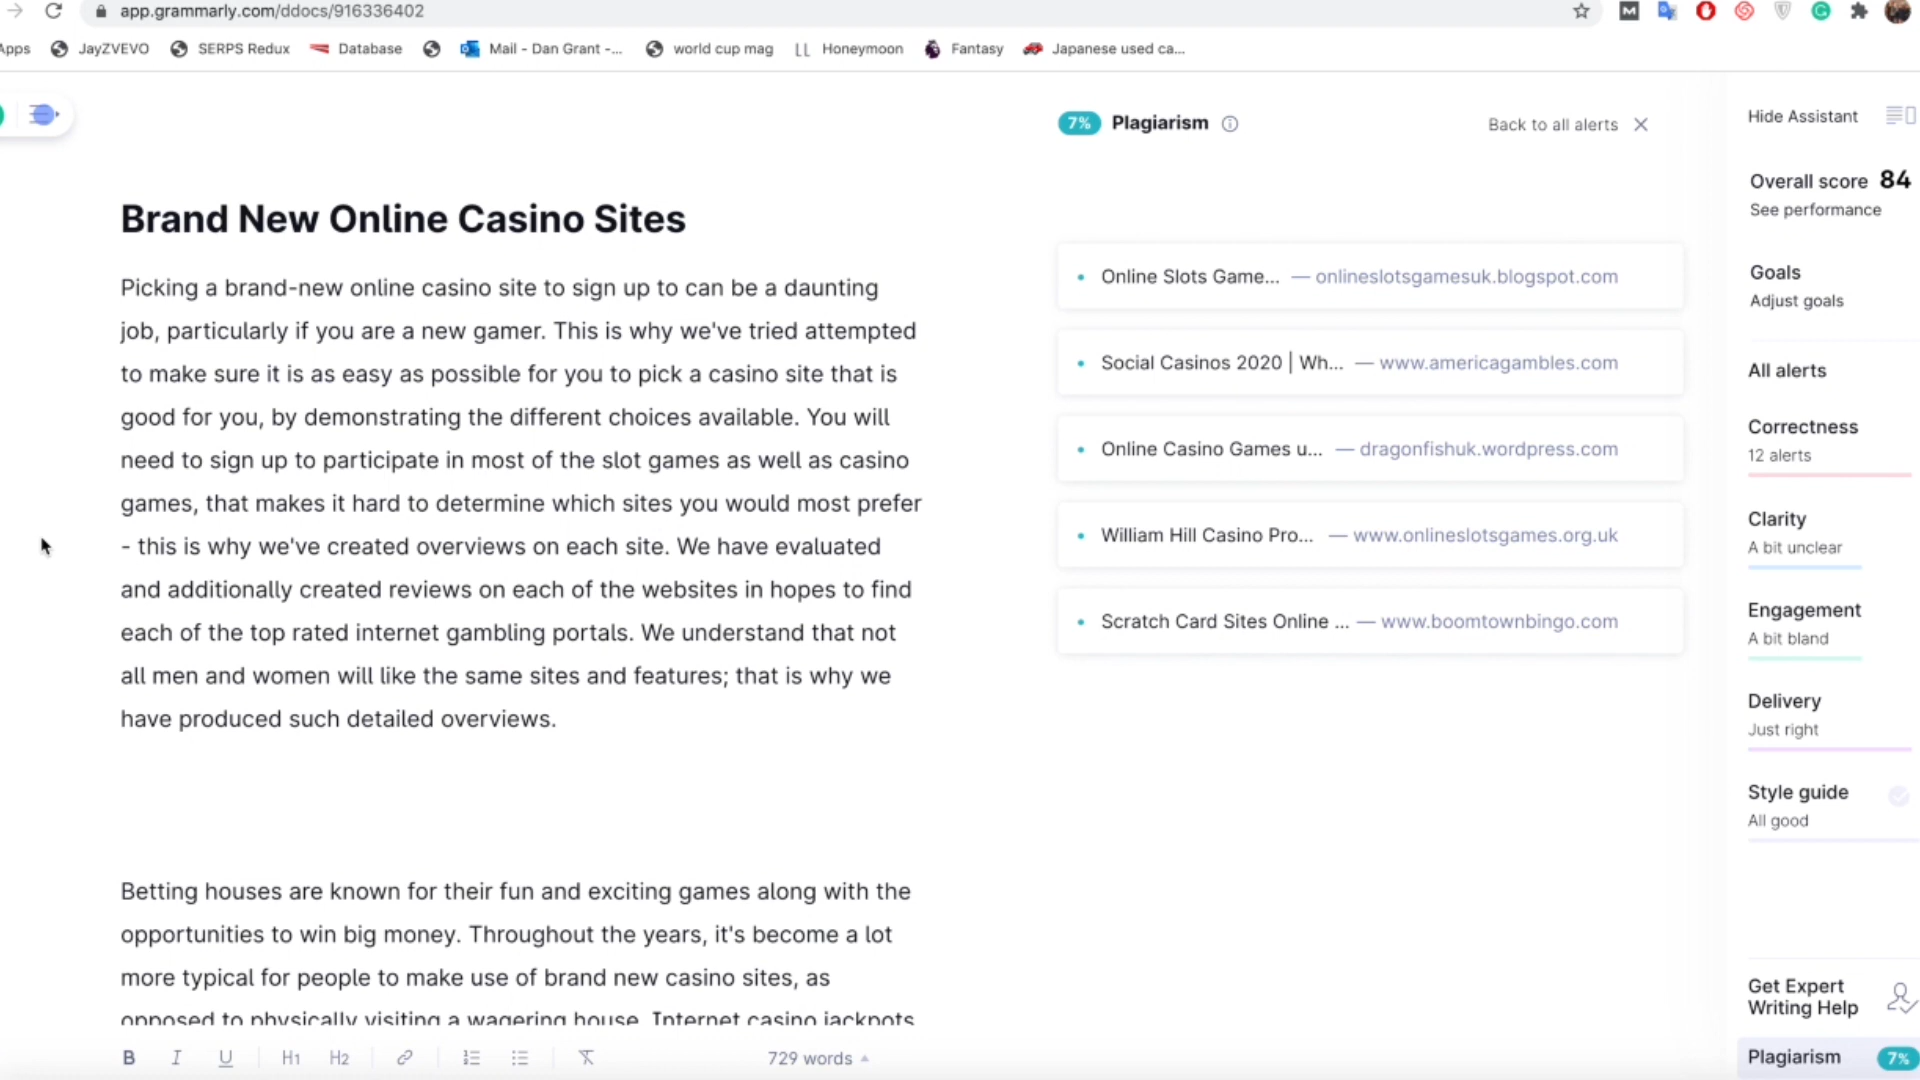 app.grammarly.com/ddocs/916336402
Apps JayZVEVO SERPS Redux Database Mail - Dan Grant -... world cup mag Honeymoon Fantasy Japanese used ca...
7% Plagiarism Back to all alerts
Brand New Online Casino Sites
Picking a brand-new online casino site to sign up to can be a daunting
job, particularly if you are a new gamer. This is why we've tried attempted
to make sure it is as easy as possible for you to pick a casino site that is
good for you, by demonstrating the different choices available. You will
need to sign up to participate in most of the slot games as well as casino
games, that makes it hard to determine which sites you would most prefer
- this is why we've created overviews on each site. We have evaluated
and additionally created reviews on each of the websites in hopes to find
each of the top rated internet gambling portals. We understand that not
all men and women will like the same sites and features; that is why we
have produced such detailed overviews.
Betting houses are known for their fun and exciting games along with the
opportunities to win big money. Throughout the years, it's become a lot
more typical for people to make use of brand new casino sites, as
opposed to physically visiting a wagering house. Internet casino jackpots
B I U H1 H2 729 words
Online Slots Game... — onlineslotsgamesuk.blogspot.com
Social Casinos 2020 | Wh... — www.americagambles.com
Online Casino Games u... — dragonfishuk.wordpress.com
William Hill Casino Pro... — www.onlineslotsgames.org.uk
Scratch Card Sites Online ... — www.boomtownbingo.com
Hide Assistant
Overall score 84
See performance
Goals
Adjust goals
All alerts
Correctness
12 alerts
Clarity
A bit unclear
Engagement
A bit bland
Delivery
Just right
Style guide
All good
Get Expert
Writing Help
Plagiarism 7%